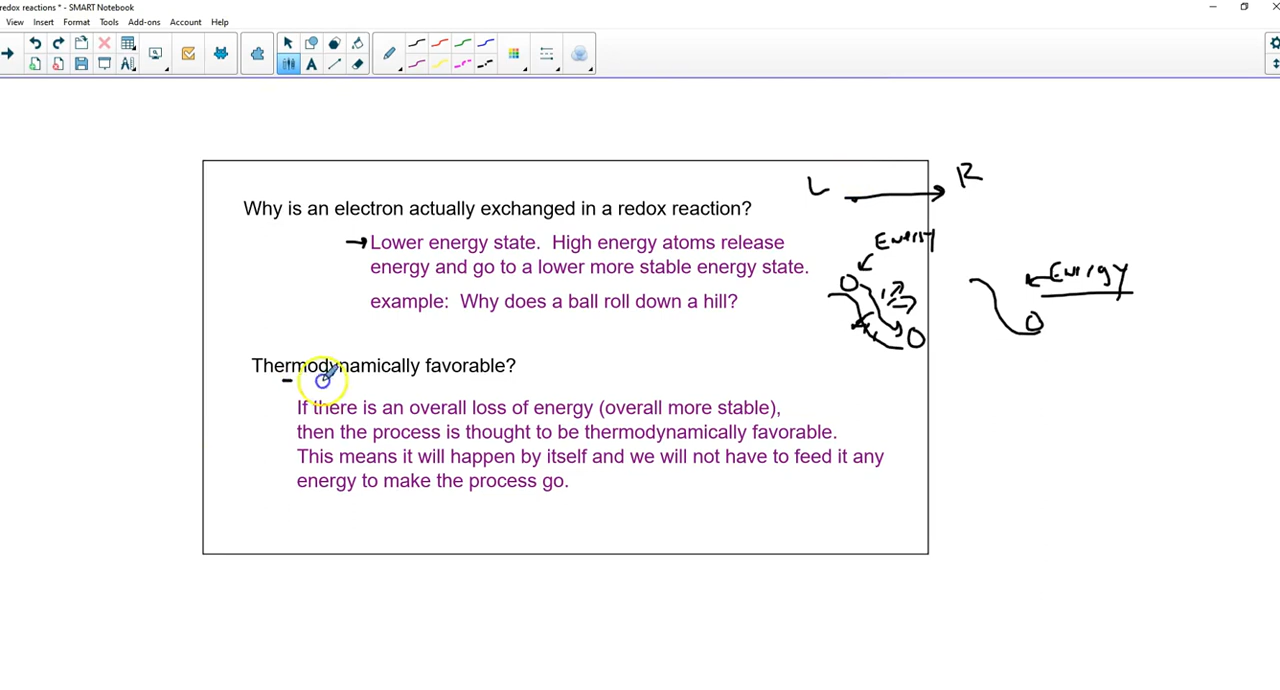 redox reactions * - SMART Notebook
View Insert Format Tools Add-ons Account Help
L R
Why is an electron actually exchanged in a redox reaction?
Lower energy state.  High energy atoms release
energy and go to a lower more stable energy state.
example:  Why does a ball roll down a hill?
Energy
Energy
Thermodynamically favorable?
If there is an overall loss of energy (overall more stable),
then the process is thought to be thermodynamically favorable.
This means it will happen by itself and we will not have to feed it any
energy to make the process go.